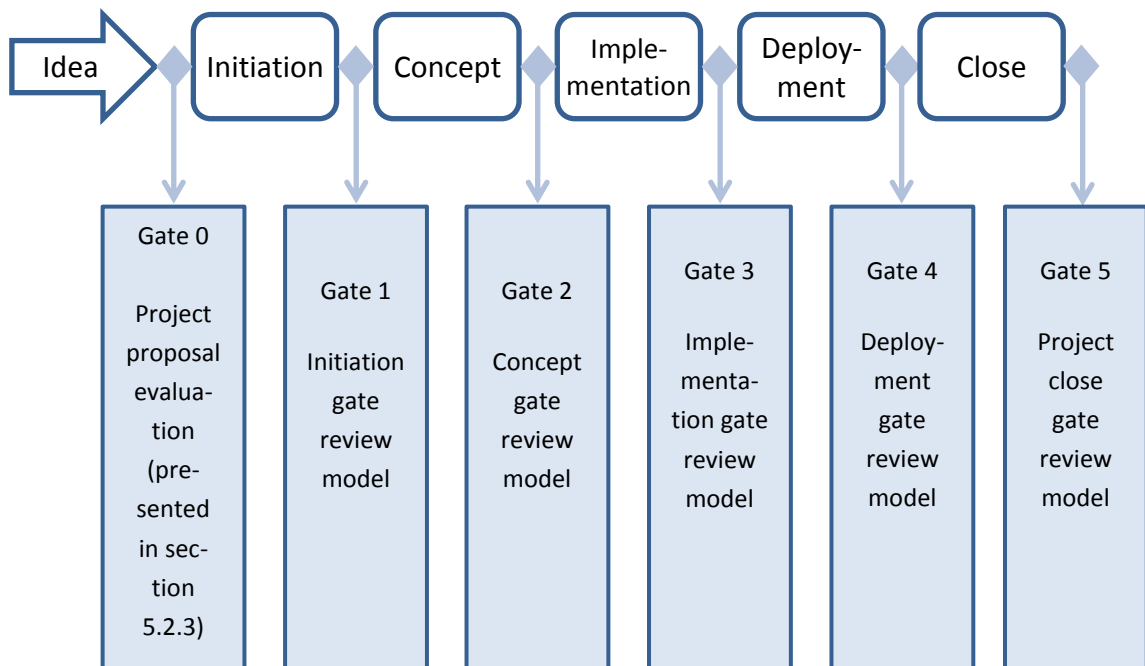 Idea
Initiation
Concept
Imple-
mentation
Deploy-
ment
Close
Gate 0
Project
proposal
evalua-
tion
(pre-
sented
in sec-
tion
5.2.3)
Gate 1
Initiation
gate
review
model
Gate 2
Concept
gate
review
model
Gate 3
Imple-
menta-
tion gate
review
model
Gate 4
Deploy-
ment
gate
review
model
Gate 5
Project
close
gate
review
model